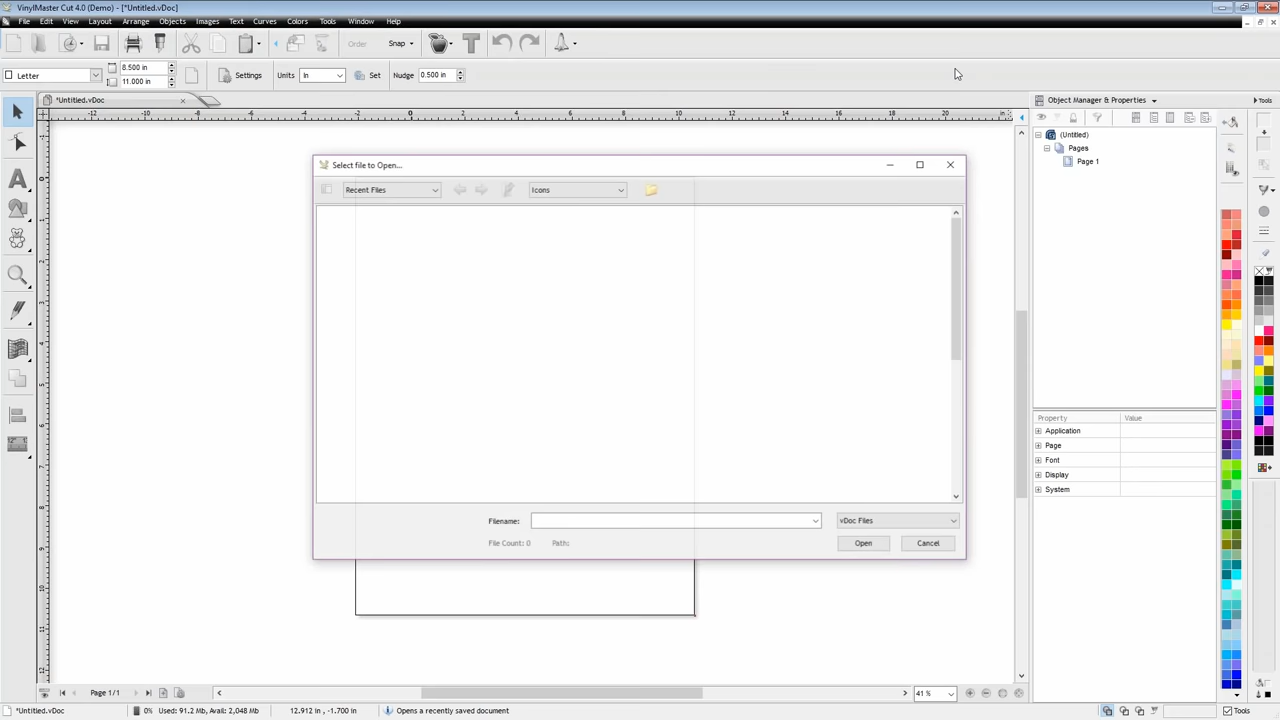 VinylMaster Cut 4.0 (Demo) - [*Untitled.vDoc]
File Edit View Layout Arrange Objects Images Text Curves Colors Tools Window Help
Order Snap
Letter 8.500 in 11.000 in Settings Units In Set Nudge 0.500 in
*Untitled.vDoc
Object Manager & Properties
Tools
(Untitled)
Pages
Page 1
Select file to Open...
Recent Files Icons
Filename: vDoc Files
File Count: 0 Path: Open Cancel
Property Value
Application
Page
Font
Display
System
Page 1/1 41 %
*Untitled.vDoc 0% Used: 91.2 Mb, Avail: 2,048 Mb 12.912 in , -1.700 in Opens a recently saved document Tools